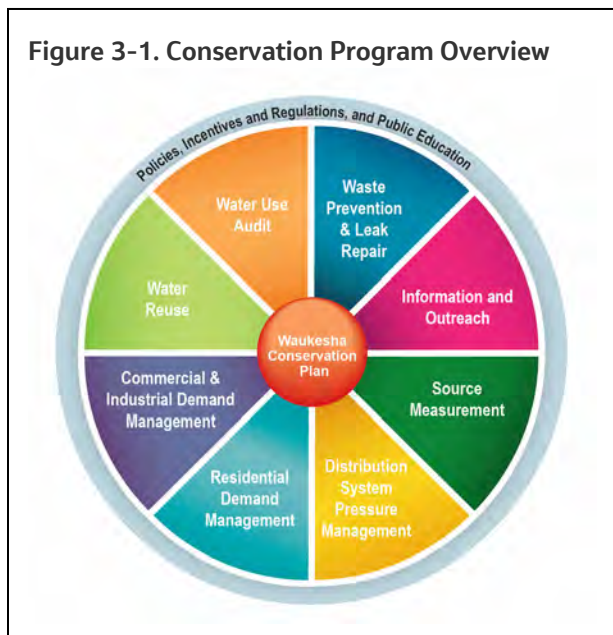 Figure 3-1. Conservation Program Overview
Policies, Incentives and Regulations, and Public Education
Water Use
Audit
Waste
Prevention
& Leak
Repair
Information and
Outreach
Source
Measurement
Distribution
System
Pressure
Management
Residential
Demand
Management
Commercial &
Industrial Demand
Management
Water
Reuse
Waukesha
Conservation
Plan